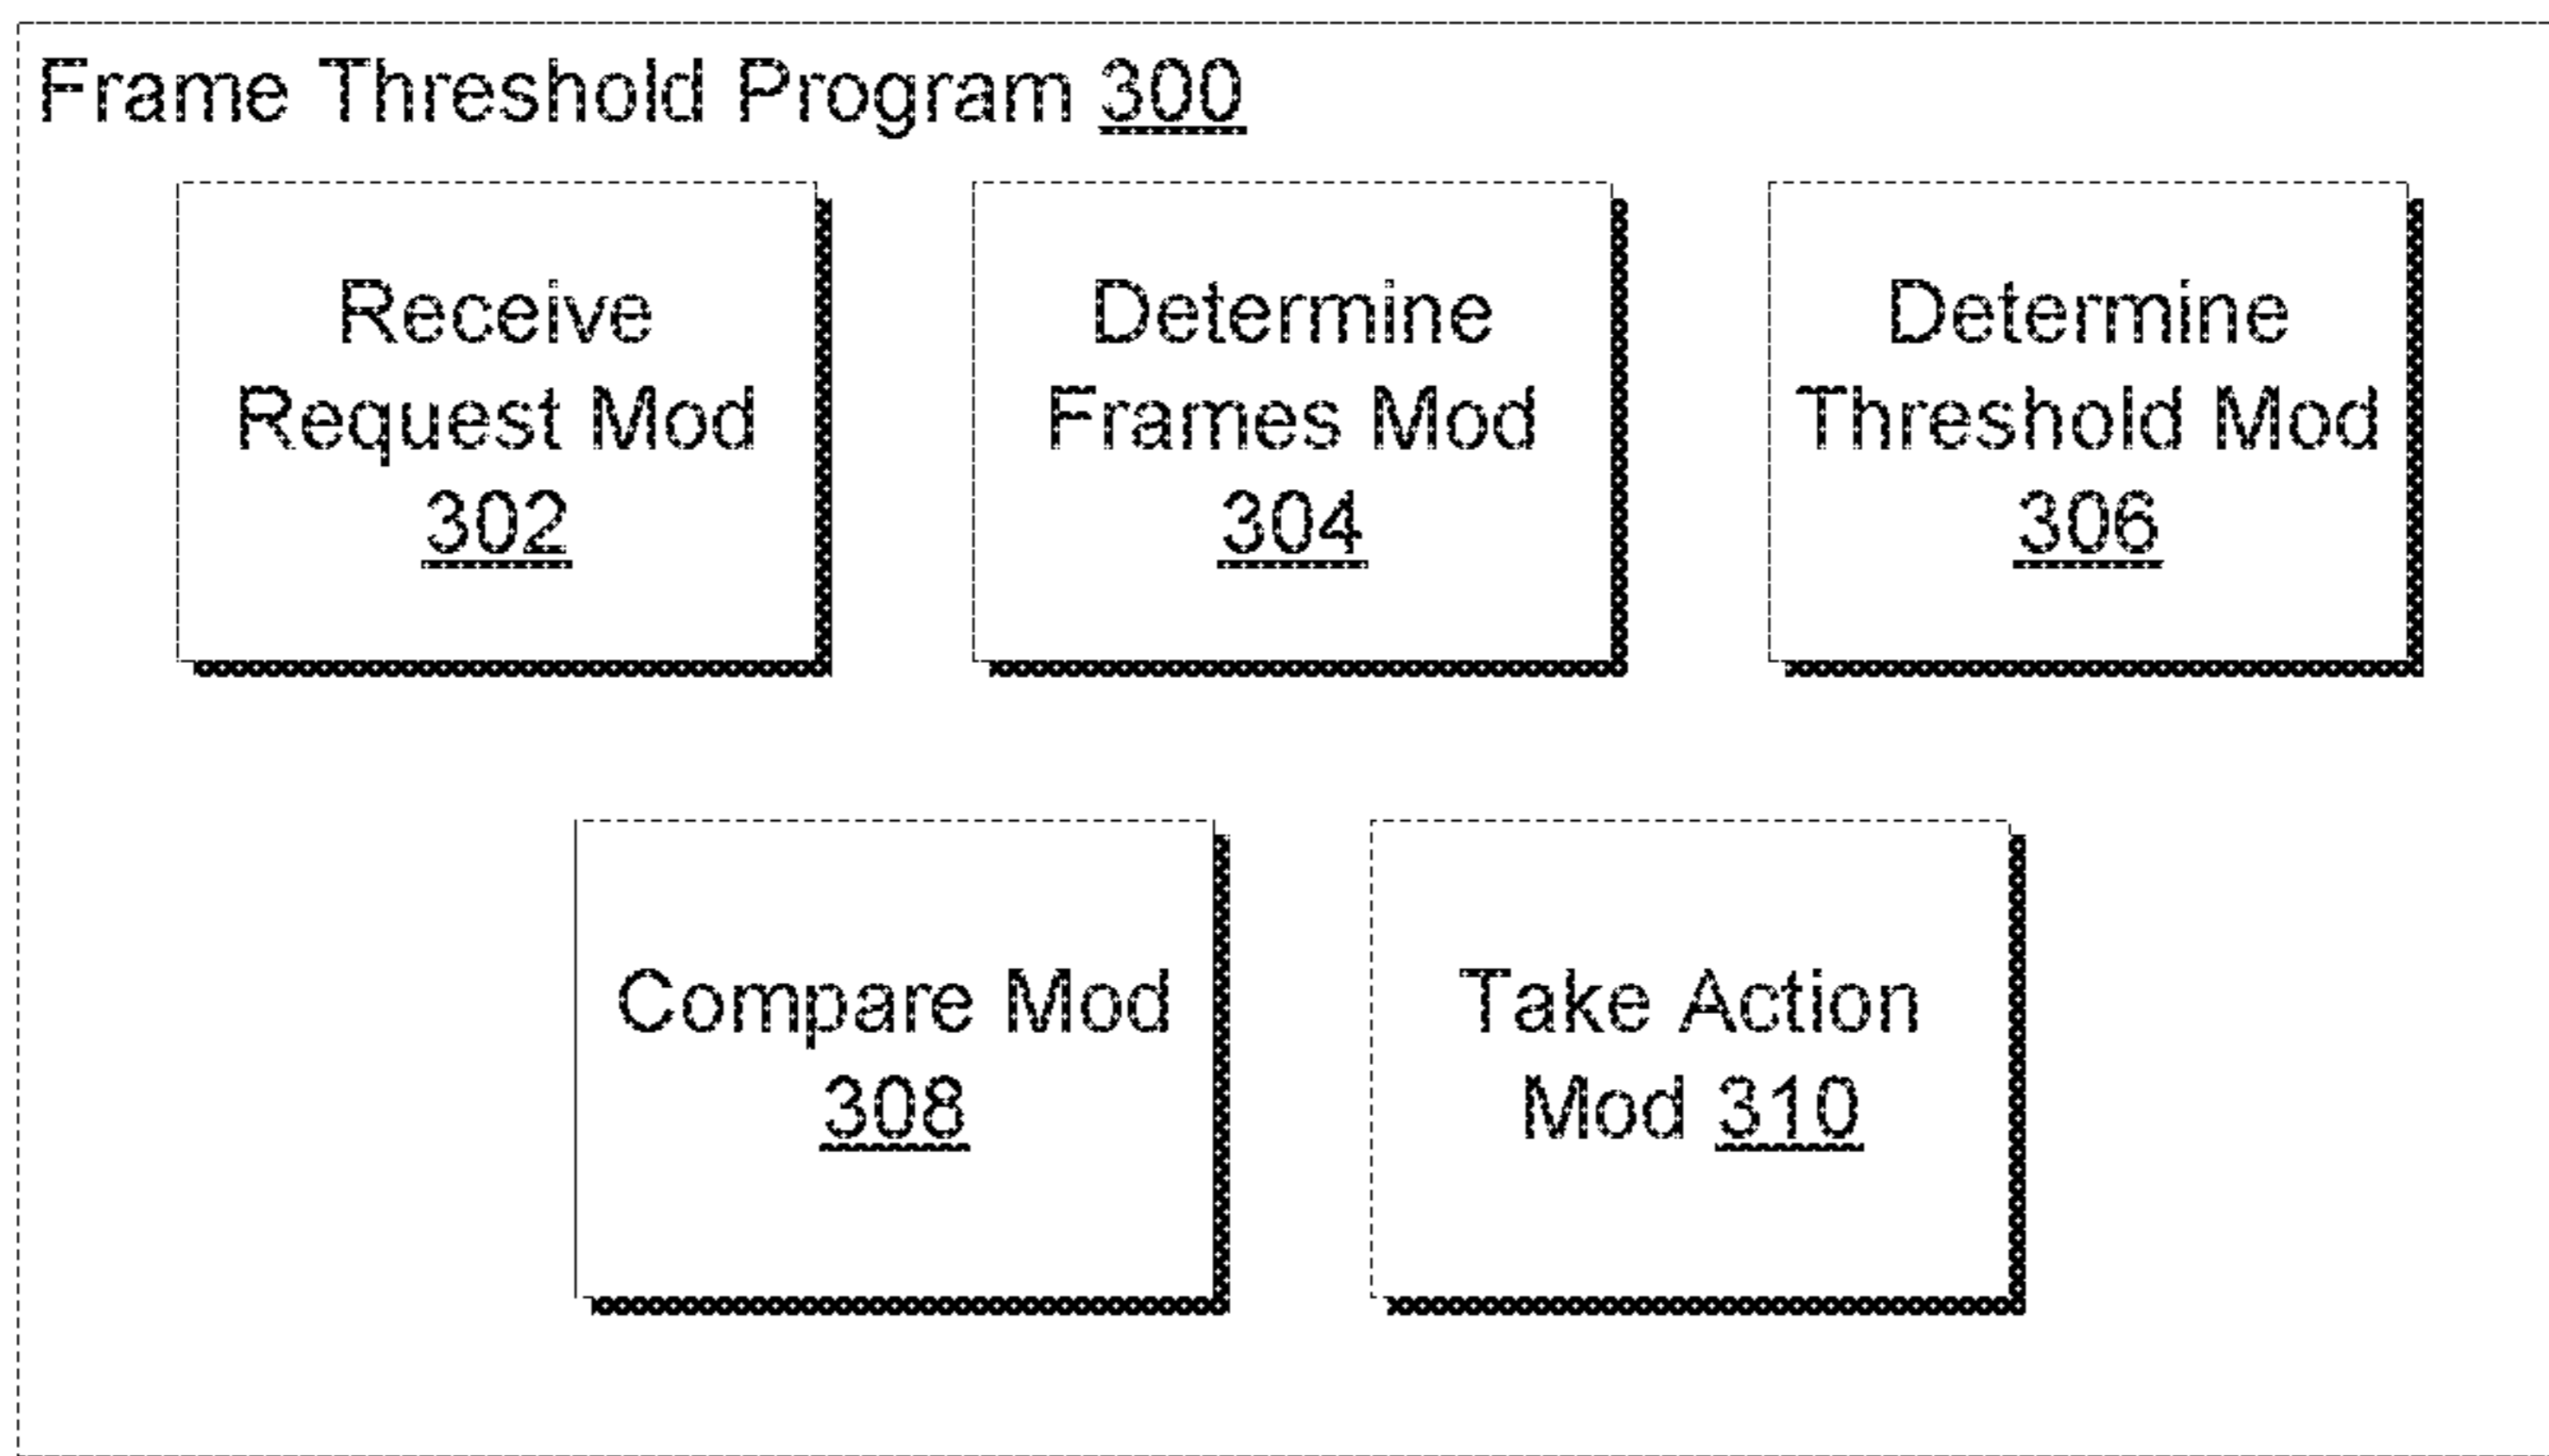 Frame Threshold Program 300
Receive
Request Mod
302
Determine
Frames Mod
304
Determine
Threshold Mod
306
Compare Mod
308
Take Action
Mod 310